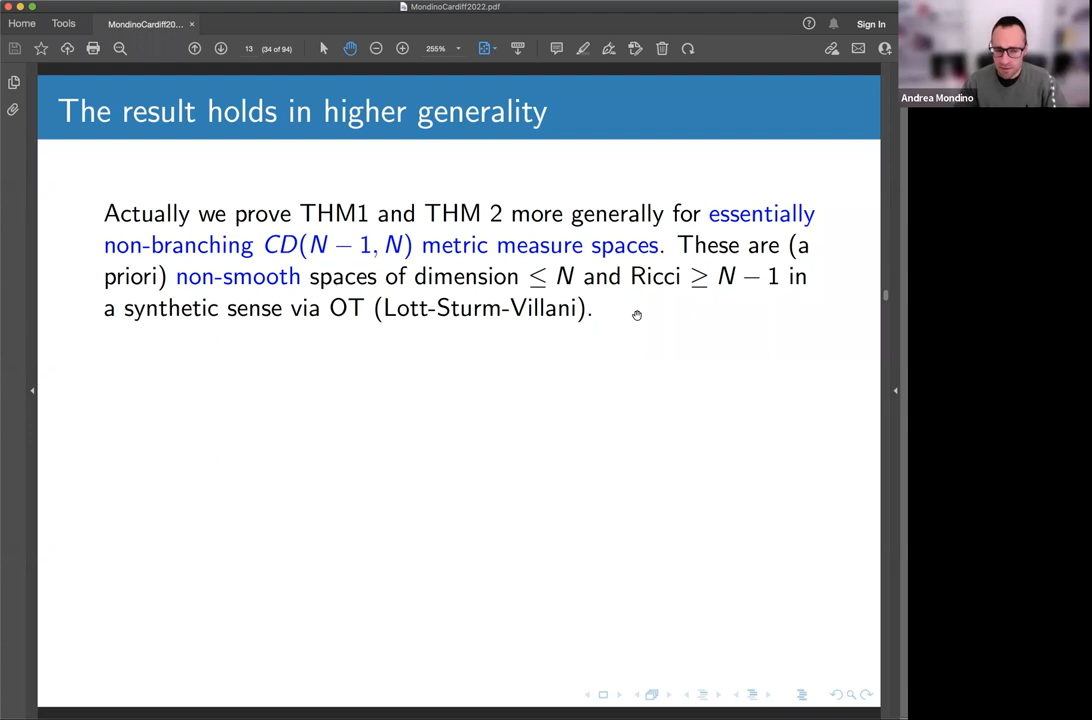 MondinoCardiff2022.pdf
Home Tools MondinoCardiff20... × Sign In
13 (34 of 94) 255%
Andrea Mondino
The result holds in higher generality
Actually we prove THM1 and THM 2 more generally for essentially
non-branching CD(N − 1, N) metric measure spaces. These are (a
priori) non-smooth spaces of dimension ≤ N and Ricci ≥ N − 1 in
a synthetic sense via OT (Lott-Sturm-Villani).